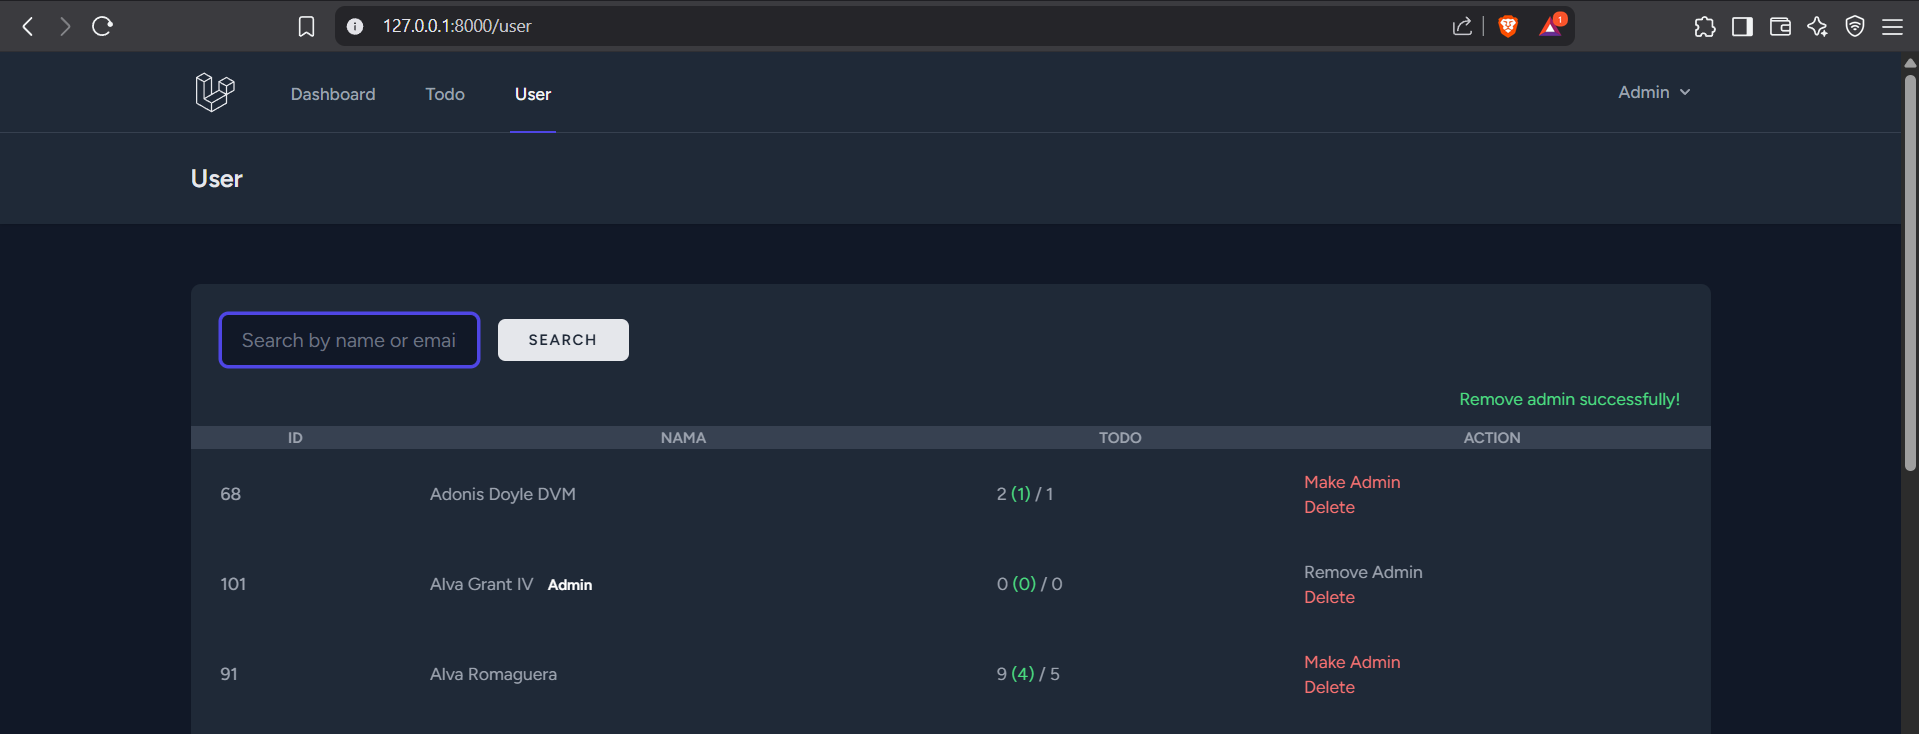 127.0.0.1:8000/user
1
Dashboard Todo User Admin
User
Search by name or emai SEARCH
Remove admin successfully!
ID NAMA TODO ACTION
68 Adonis Doyle DVM 2 (1) / 1 Make Admin
Delete
101 Alva Grant IV Admin 0 (0) / 0 Remove Admin
Delete
91 Alva Romaguera 9 (4) / 5 Make Admin
Delete